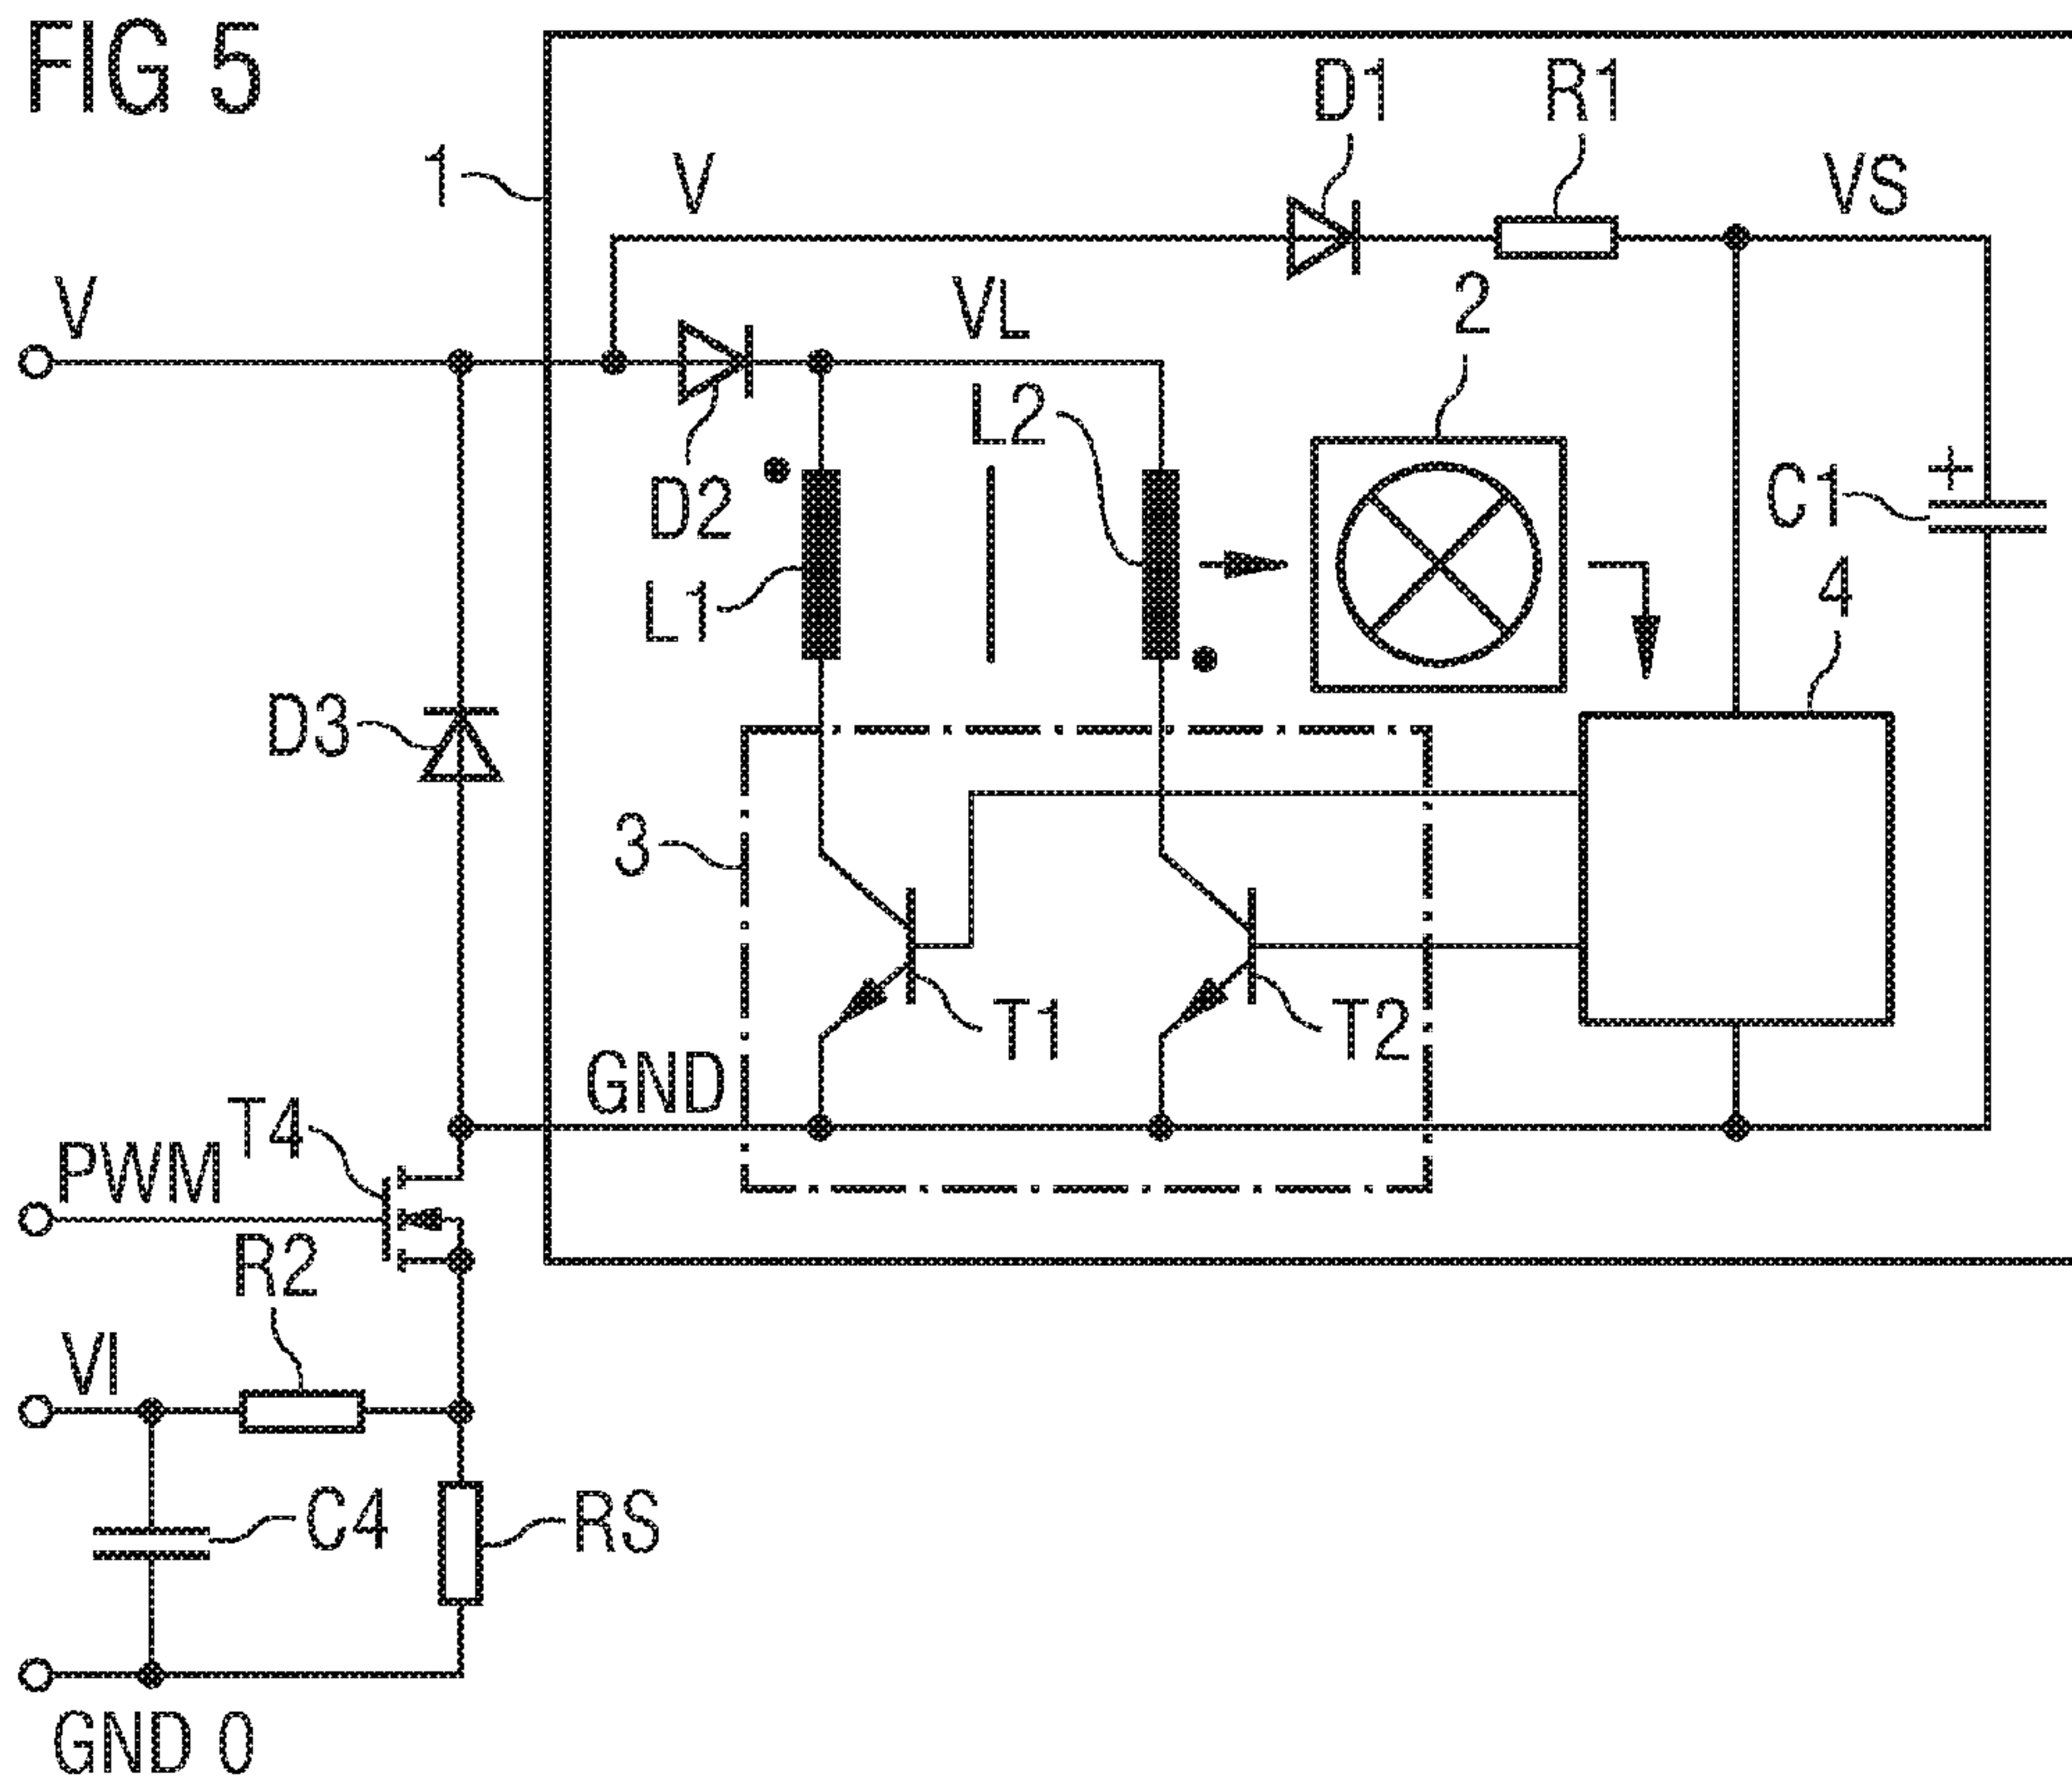 FIG 5
D1
R1
1
V
VS
V
VL
2
L2
D2
C1
L1
4
D3
3
T1
T2
GND
T4
PWM
R2
VI
C4
RS
GND 0